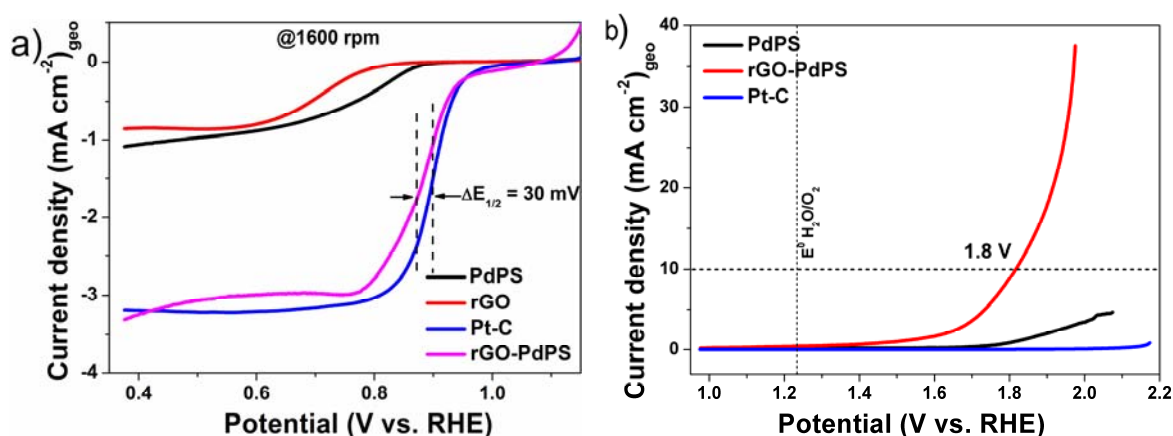 a)
@1600 rpm
0
-1
-2
-3
-4
Current density (mA cm⁻²)geo
ΔE1/2 = 30 mV
PdPS
rGO
Pt-C
rGO-PdPS
0.4 0.6 0.8 1.0
Potential (V vs. RHE)
b)
40
30
20
10
0
Current density (mA cm⁻²)geo
PdPS
rGO-PdPS
Pt-C
E⁰ H₂O/O₂
1.8 V
1.0 1.2 1.4 1.6 1.8 2.0 2.2
Potential (V vs. RHE)